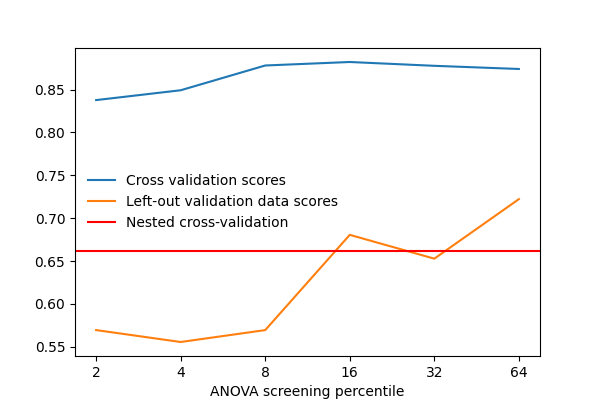 0.85
0.80
0.75
0.70
0.65
0.60
0.55
Cross validation scores
Left-out validation data scores
Nested cross-validation
2 4 8 16 32 64
ANOVA screening percentile